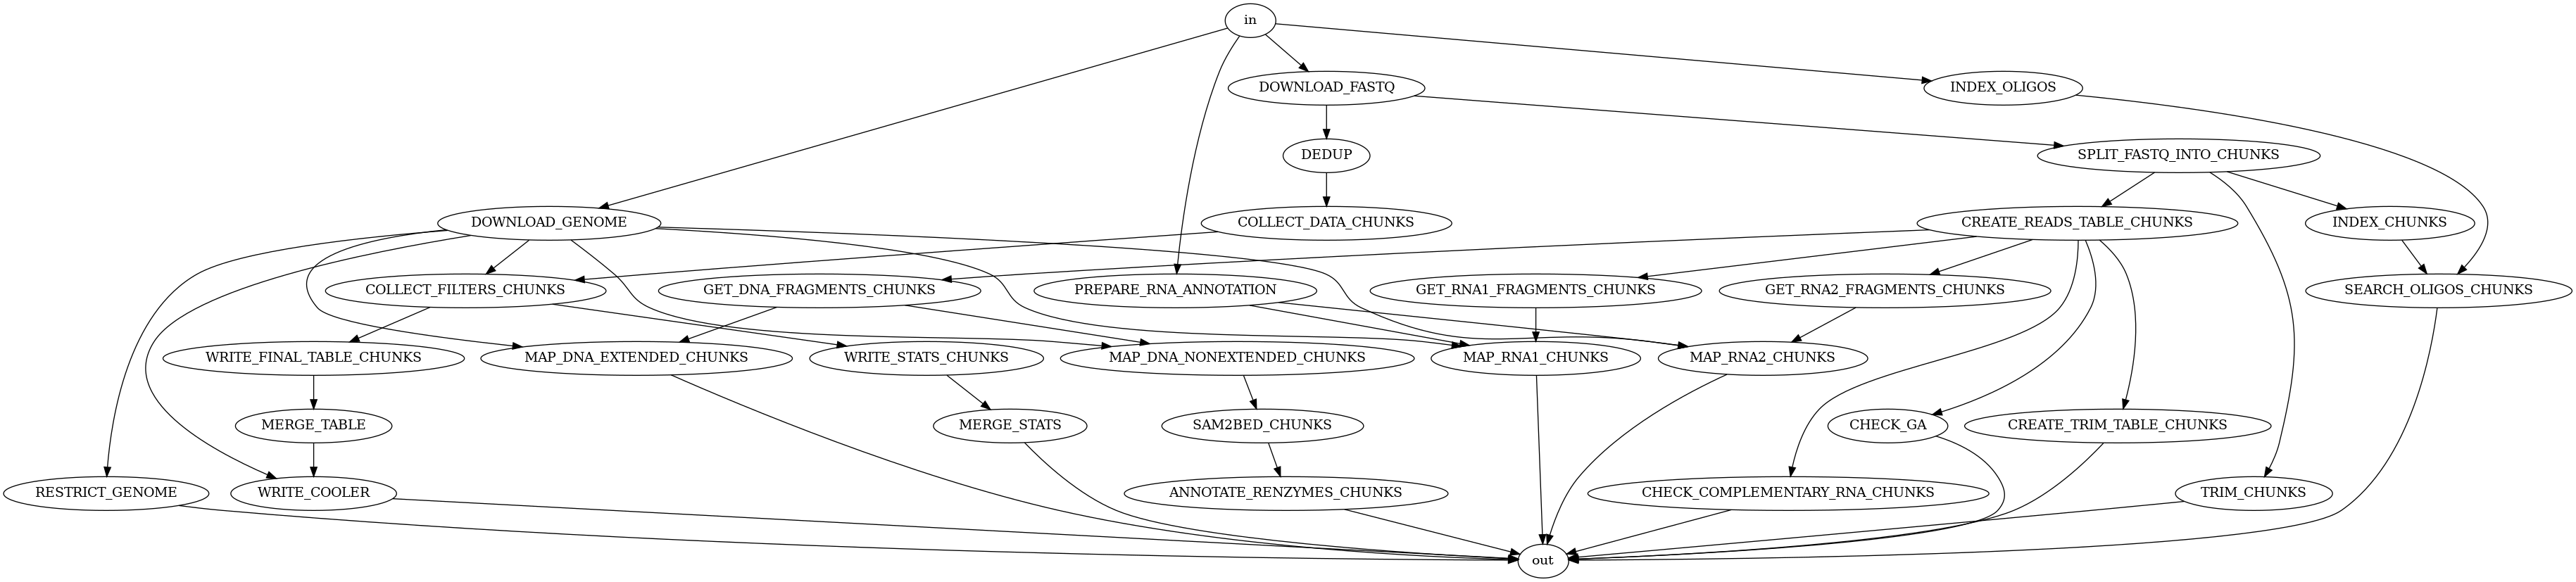 in
DOWNLOAD_FASTQ
INDEX_OLIGOS
DEDUP
SPLIT_FASTQ_INTO_CHUNKS
DOWNLOAD_GENOME
COLLECT_DATA_CHUNKS
CREATE_READS_TABLE_CHUNKS
INDEX_CHUNKS
COLLECT_FILTERS_CHUNKS
GET_DNA_FRAGMENTS_CHUNKS
PREPARE_RNA_ANNOTATION
GET_RNA1_FRAGMENTS_CHUNKS
GET_RNA2_FRAGMENTS_CHUNKS
SEARCH_OLIGOS_CHUNKS
WRITE_FINAL_TABLE_CHUNKS
MAP_DNA_EXTENDED_CHUNKS
WRITE_STATS_CHUNKS
MAP_DNA_NONEXTENDED_CHUNKS
MAP_RNA1_CHUNKS
MAP_RNA2_CHUNKS
MERGE_TABLE
MERGE_STATS
SAM2BED_CHUNKS
CHECK_GA
CREATE_TRIM_TABLE_CHUNKS
RESTRICT_GENOME
WRITE_COOLER
ANNOTATE_RENZYMES_CHUNKS
CHECK_COMPLEMENTARY_RNA_CHUNKS
TRIM_CHUNKS
out